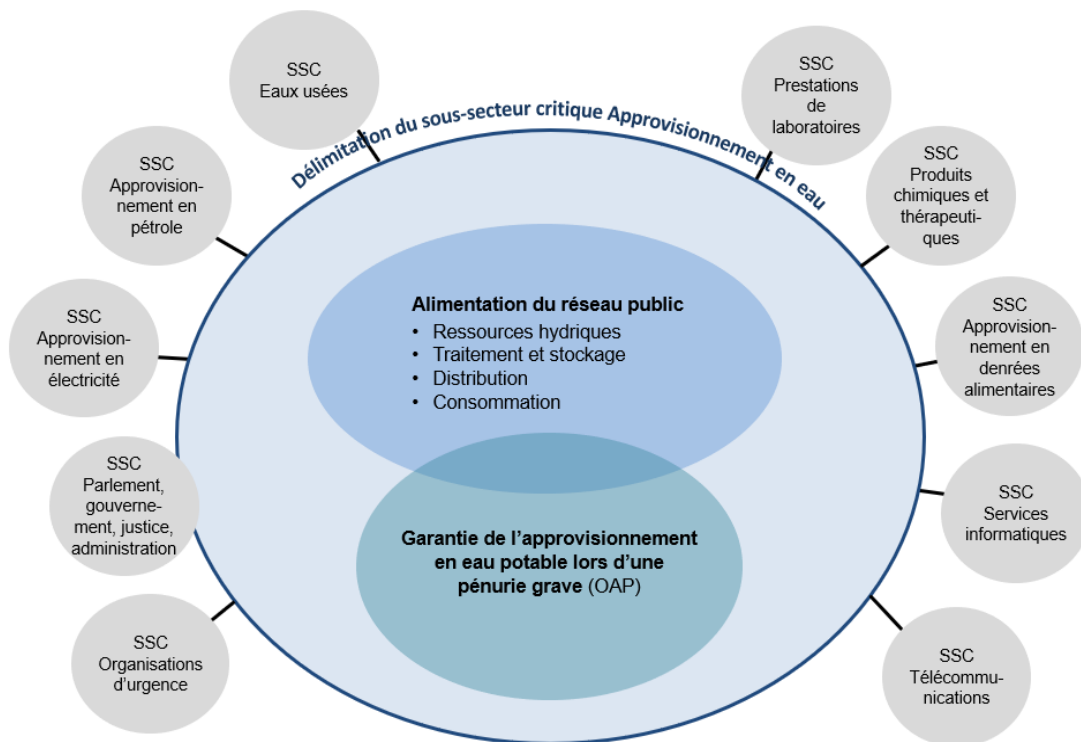 SSC
Eaux usées
SSC
Prestations de
laboratoires
Délimitation du sous-secteur critique Approvisionnement en eau
SSC
Approvision-
nement en
pétrole
SSC
Produits
chimiques et
thérapeuti-
ques
Alimentation du réseau public
• Ressources hydriques
• Traitement et stockage
• Distribution
• Consommation
SSC
Approvision-
nement en
électricité
SSC
Approvision-
nement en
denrées
alimentaires
SSC
Parlement,
gouverne-
ment, justice,
administration
SSC
Services
informatiques
Garantie de l’approvisionnement
en eau potable lors d’une
pénurie grave (OAP)
SSC
Organisations
d’urgence
SSC
Télécommu-
nications